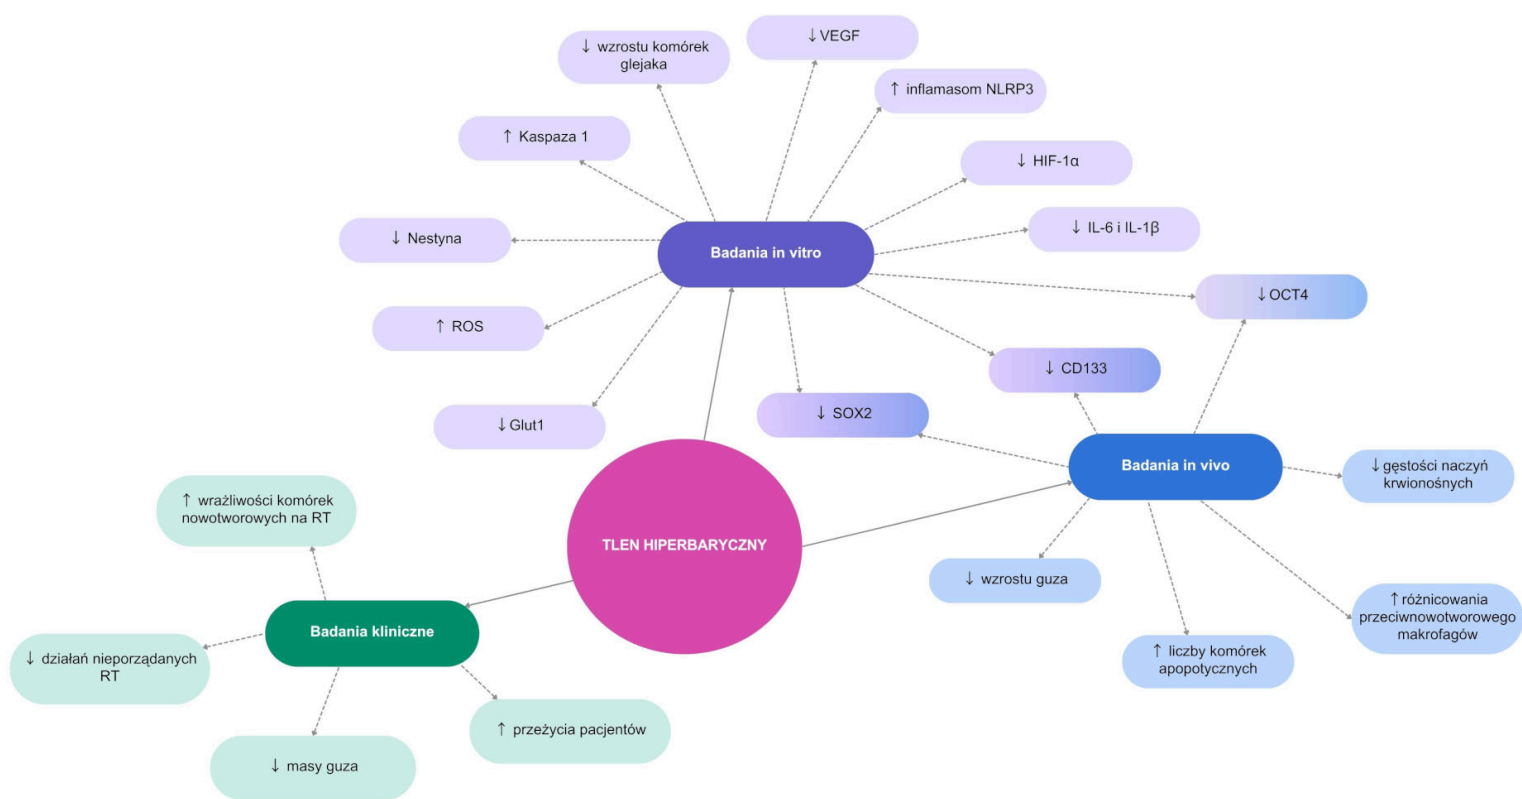 ↓ wzrostu komórek
glejaka
↓ VEGF
↑ inflamasom NLRP3
↑ Kaspaza 1
↓ HIF-1α
↓ IL-6 i IL-1β
↓ Nestyna
Badania in vitro
↓ OCT4
↑ ROS
↓ CD133
↓ SOX2
↓ Glut1
Badania in vivo
↓ gęstości naczyń
krwionośnych
↑ wrażliwości komórek
nowotworowych na RT
TLEN HIPERBARYCZNY
↓ wzrostu guza
↑ różnicowania
przeciwnowotworowego
makrofagów
Badania kliniczne
↓ działań nieporządanych
RT
↑ liczby komórek
apopotycznych
↑ przeżycia pacjentów
↓ masy guza